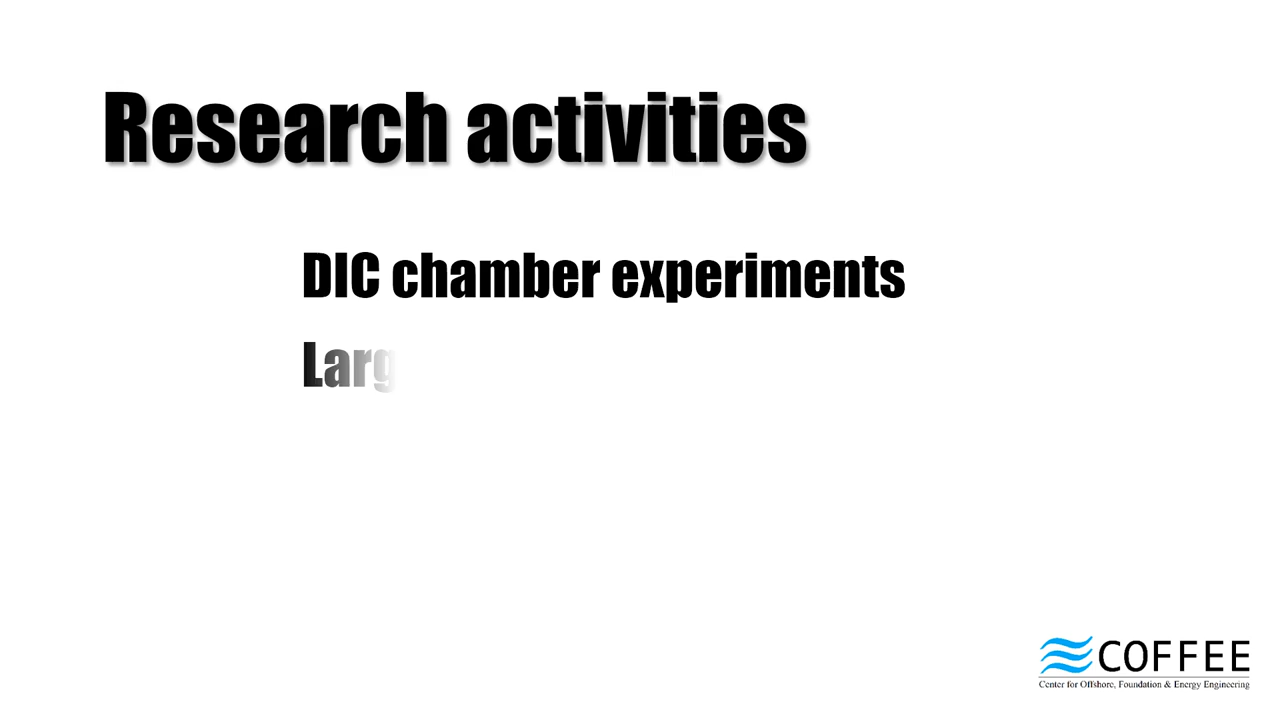 Research activities
DIC chamber experiments
Larg
COFFEE
Center for Offshore, Foundation & Energy Engineering